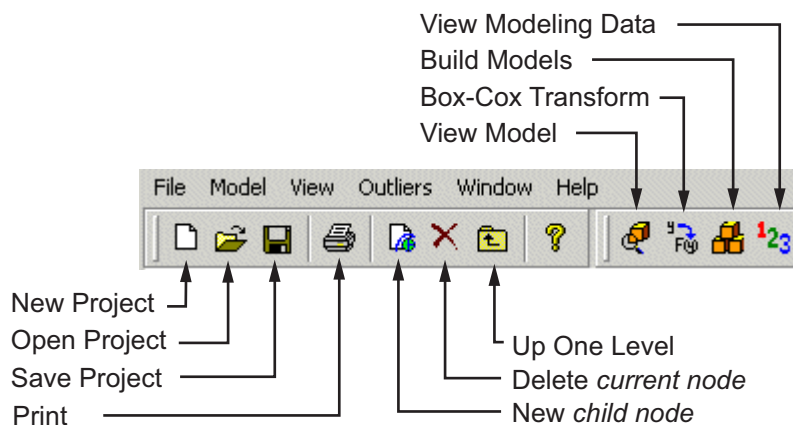 View Modeling Data
Build Models
Box-Cox Transform
View Model
File Model View Outliers Window Help
? y F(y) 123
New Project
Open Project
Save Project
Print
Up One Level
Delete current node
New child node